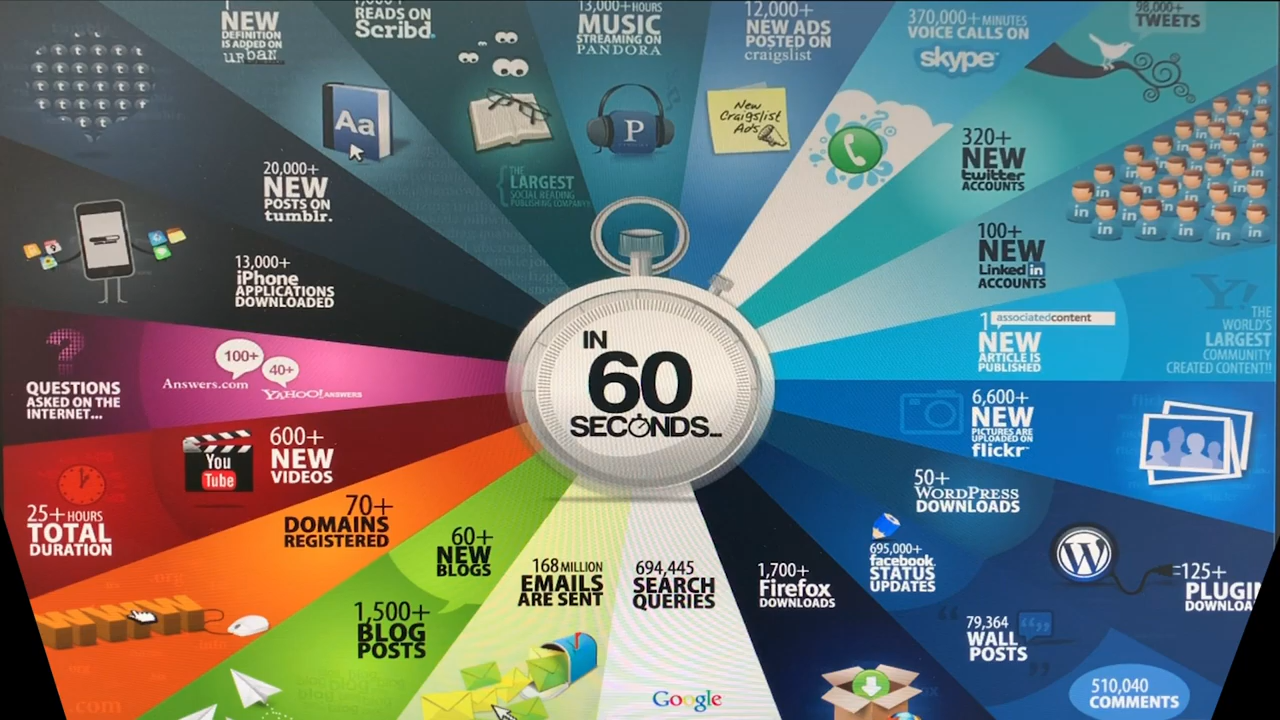 1
NEW
DEFINITION
IS ADDED ON
urban
READS ON
Scribd.
13,000+ HOURS
MUSIC
STREAMING ON
PANDORA
12,000+
NEW ADS
POSTED ON
craigslist
370,000+ MINUTES
VOICE CALLS ON
skype
98,000+
TWEETS
Aa
P
New
Craigslist
Ads
THE
LARGEST
SOCIAL READING
PUBLISHING COMPANY
20,000+
NEW
POSTS ON
tumblr.
320+
NEW
twitter
ACCOUNTS
13,000+
iPhone
APPLICATIONS
DOWNLOADED
100+
NEW
Linked in
ACCOUNTS
IN
60
SECONDS...
1 associatedcontent
NEW
ARTICLE IS
PUBLISHED
Y!
THE
WORLD'S
LARGEST
COMMUNITY
CREATED CONTENT!!
?
QUESTIONS
ASKED ON THE
INTERNET...
100+
Answers.com
40+
YAHOO! ANSWERS
6,600+
NEW
PICTURES ARE
UPLOADED ON
flickr
You
Tube
600+
NEW
VIDEOS
25+ HOURS
TOTAL
DURATION
50+
WORDPRESS
DOWNLOADS
W
125+
PLUGIN
70+
DOMAINS
REGISTERED
WWW
.org
.com
60+
NEW
BLOGS
1,500+
BLOG
POSTS
168 MILLION
EMAILS
ARE SENT
694,445
SEARCH
QUERIES
Google
1,700+
Firefox
DOWNLOADS
695,000+
facebook
STATUS
UPDATES
79,364
WALL
POSTS
510,040
COMMENTS